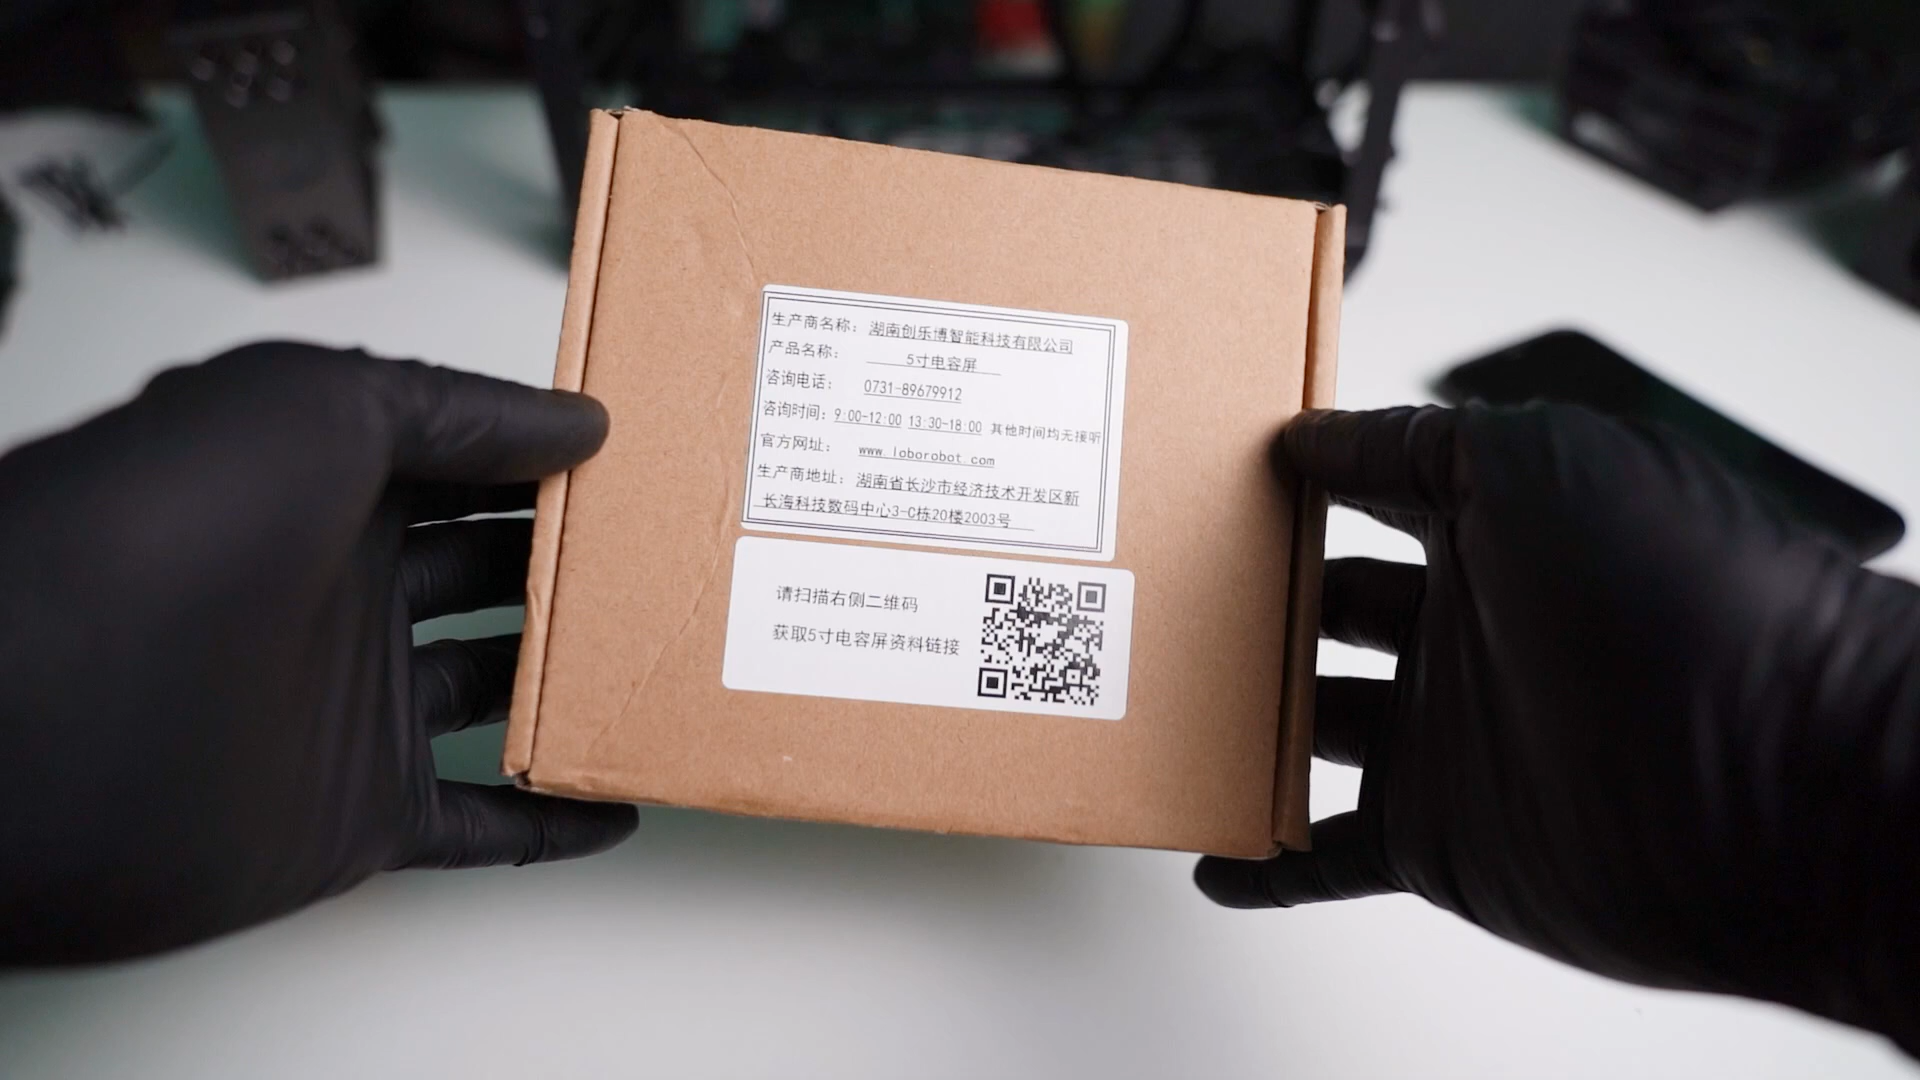 生产商名称：湖南创乐博智能科技有限公司
产品名称：5寸电容屏
咨询电话：0731-89679912
咨询时间：9:00-12:00 13:30-18:00 其他时间均无接听
官方网址：www.loborobot.com
生产商地址：湖南省长沙市经济技术开发区新
长海科技数码中心3-C栋20楼2003号
请扫描右侧二维码
获取5寸电容屏资料链接